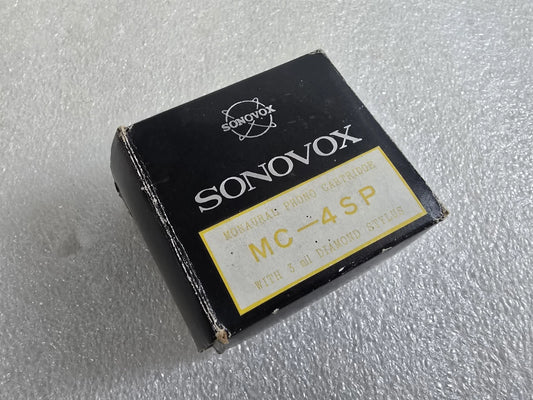 SONOVOX
SONOVOX
MONAURAL PHONO CARTRIDGE
MC-4SP
WITH 3 mil DIAMOND STYLUS